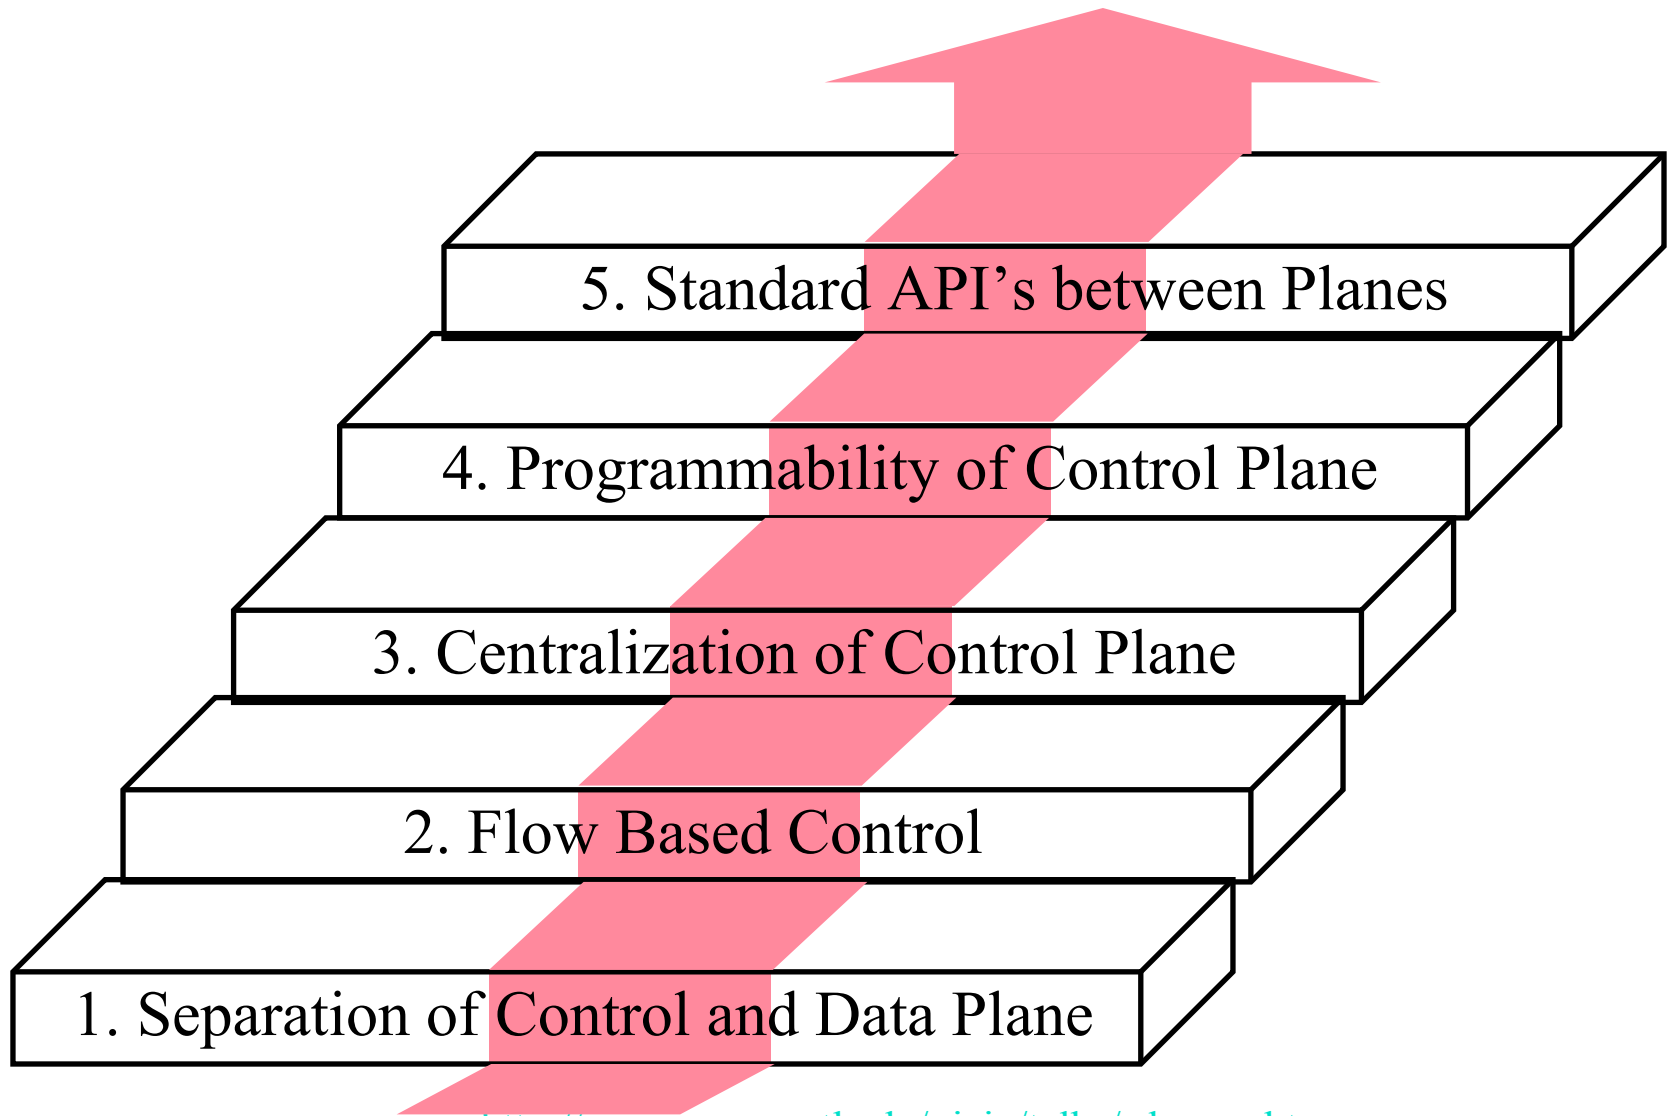 5. Standard API’s between Planes
4. Programmability of Control Plane
3. Centralization of Control Plane
2. Flow Based Control
1. Separation of Control and Data Plane